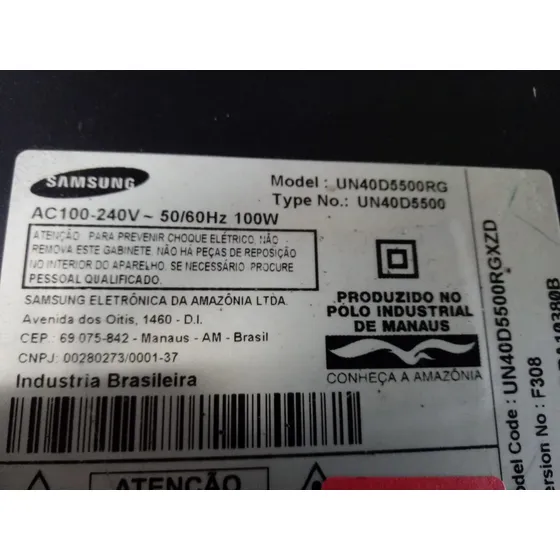 SAMSUNG
Model : UN40D5500RG
Type No.: UN40D5500
AC100-240V~ 50/60Hz 100W
ATENÇÃO: PARA PREVENIR CHOQUE ELÉTRICO, NÃO
REMOVA ESTE GABINETE. NÃO HÁ PEÇAS DE REPOSIÇÃO
NO INTERIOR DO APARELHO. SE NECESSÁRIO, PROCURE
PESSOAL QUALIFICADO.
SAMSUNG ELETRÔNICA DA AMAZÔNIA LTDA.
Avenida dos Oitis, 1460 - D.I.
CEP.: 69.075-842 - Manaus - AM - Brasil
CNPJ.: 00280273/0001-37
Industria Brasileira
PRODUZIDO NO
PÓLO INDUSTRIAL
DE MANAUS
CONHEÇA A AMAZÔNIA
ATENÇÃO
odel Code : UN40D5500RGXZD
ersion No : F308